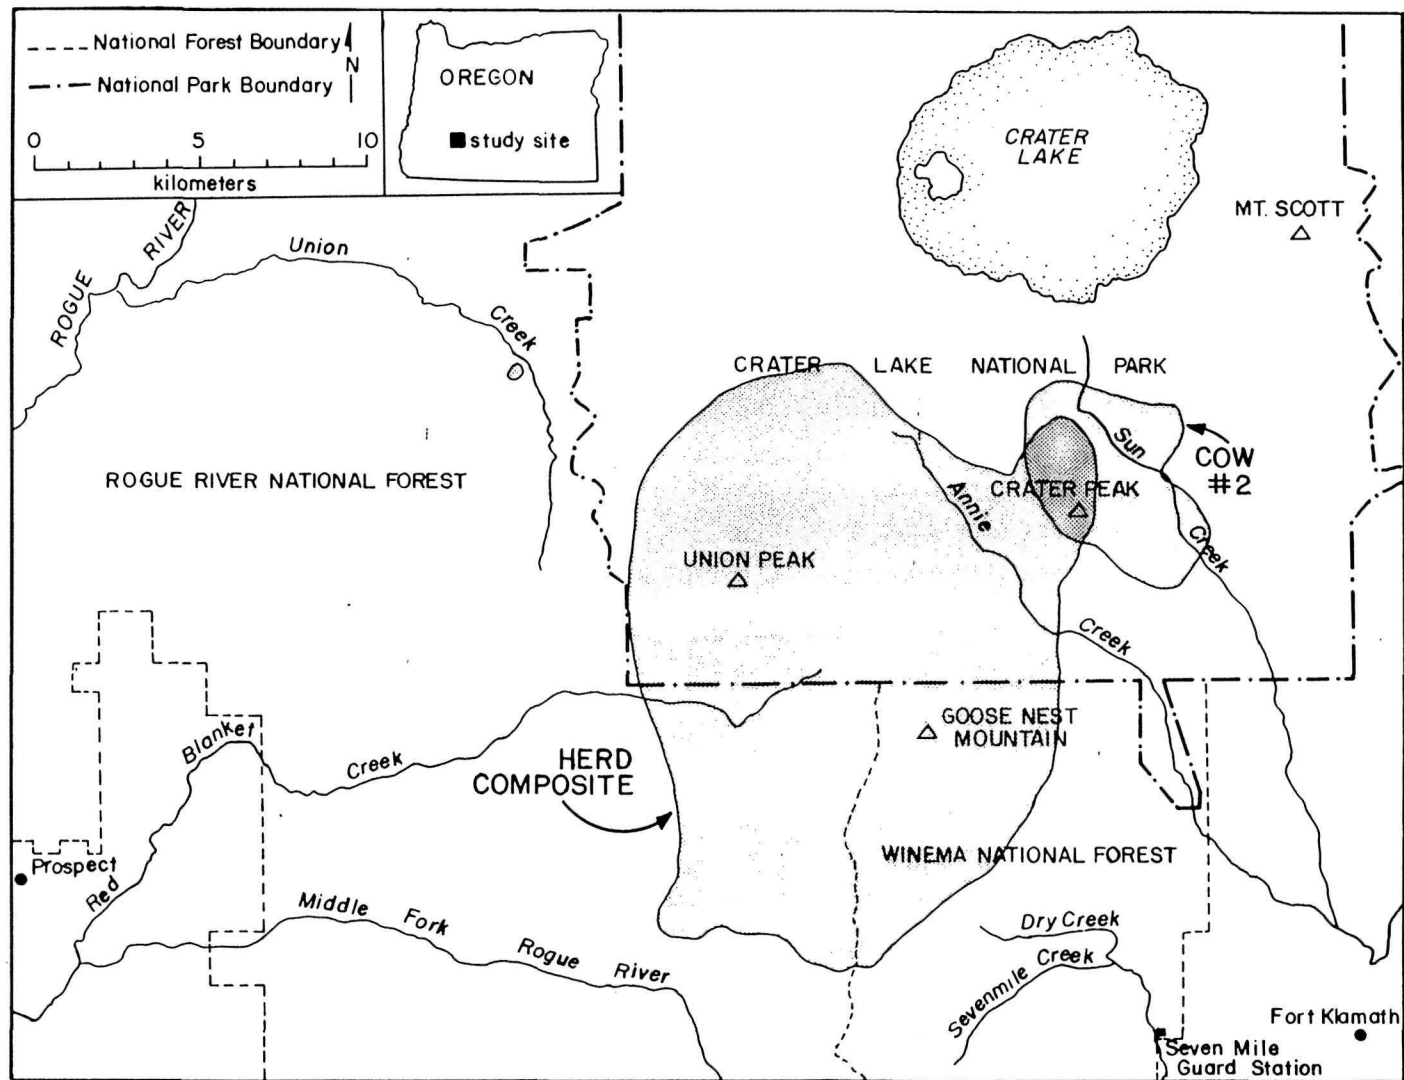 National Forest Boundary
National Park Boundary
N
0 5 10
kilometers
OREGON
study site
CRATER
LAKE
MT. SCOTT
ROGUE RIVER
Union Creek
CRATER LAKE NATIONAL PARK
ROGUE RIVER NATIONAL FOREST
Sun Creek
COW
#2
Annie Creek
CRATER PEAK
UNION PEAK
GOOSE NEST
MOUNTAIN
Red Blanket Creek
HERD
COMPOSITE
WINEMA NATIONAL FOREST
Prospect
Middle Fork Rogue River
Dry Creek
Sevenmile Creek
Fort Klamath
Seven Mile
Guard Station